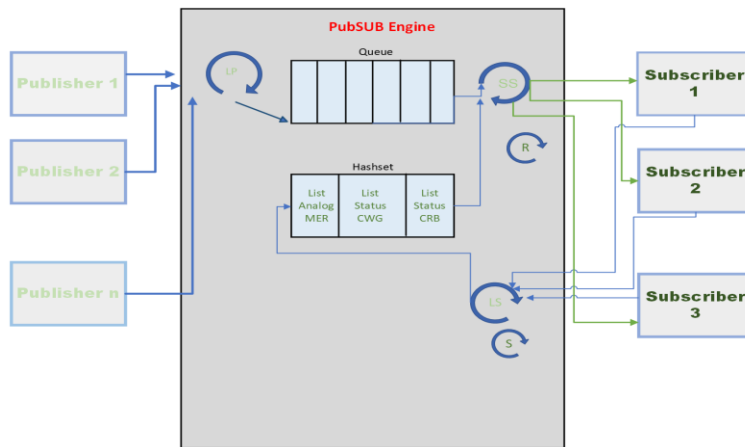 PubSUB Engine
Publisher 1
Publisher 2
Publisher n
LP
Queue
SS
R
Hashset
List
Analog
MER
List
Status
CWG
List
Status
CRB
LS
S
Subscriber
1
Subscriber
2
Subscriber
3